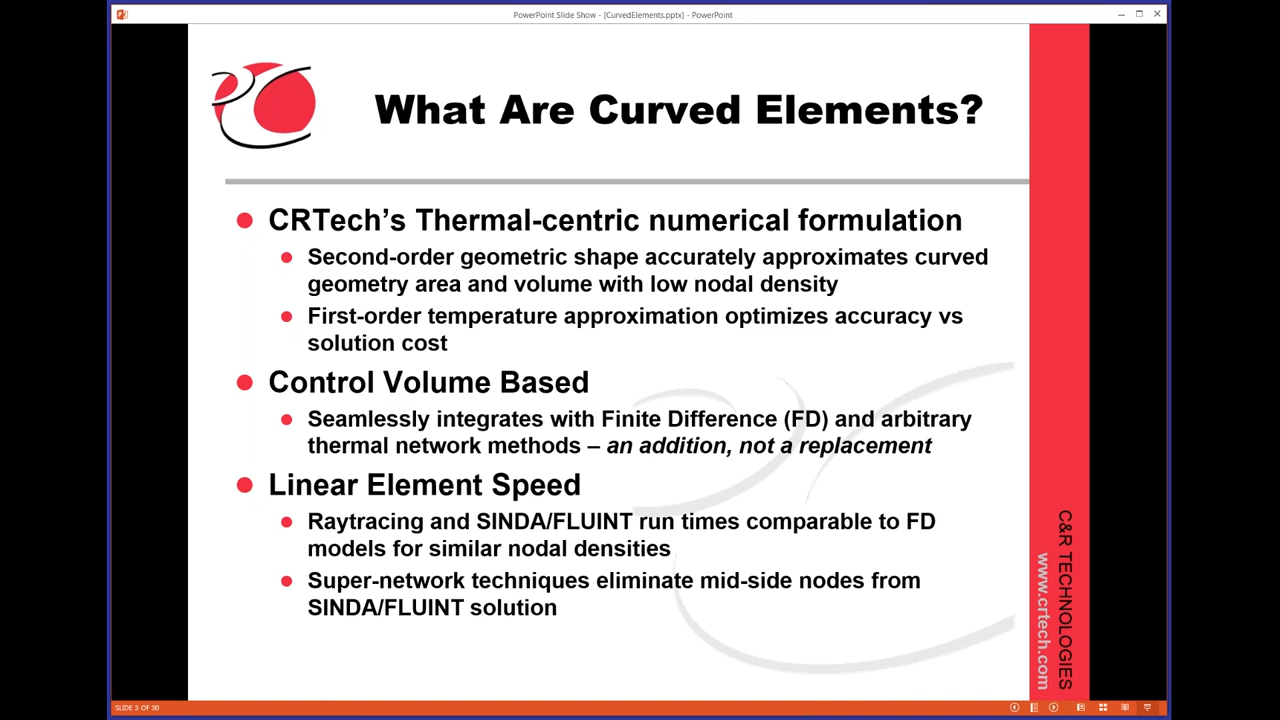 PowerPoint Slide Show - [CurvedElements.pptx] - PowerPoint
What Are Curved Elements?
CRTech's Thermal-centric numerical formulation
Second-order geometric shape accurately approximates curved
geometry area and volume with low nodal density
First-order temperature approximation optimizes accuracy vs
solution cost
Control Volume Based
Seamlessly integrates with Finite Difference (FD) and arbitrary
thermal network methods – an addition, not a replacement
Linear Element Speed
Raytracing and SINDA/FLUINT run times comparable to FD
models for similar nodal densities
Super-network techniques eliminate mid-side nodes from
SINDA/FLUINT solution
C&R TECHNOLOGIES
www.crtech.com
SLIDE 3 OF 30